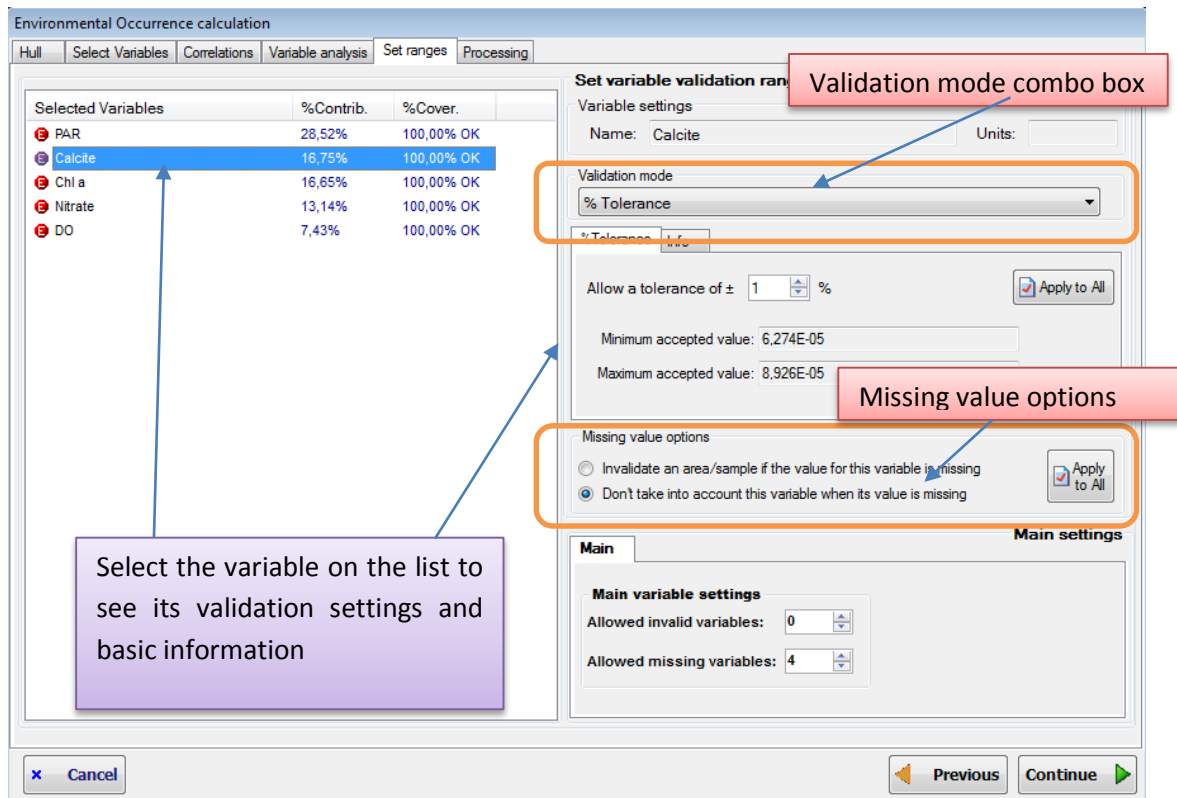 Environmental Occurrence calculation
Hull Select Variables Correlations Variable analysis Set ranges Processing
Validation mode combo box
Set variable validation ran
Selected Variables %Contrib. %Cover.
PAR 28,52% 100,00% OK
Calcite 16,75% 100,00% OK
Chl a 16,65% 100,00% OK
Nitrate 13,14% 100,00% OK
DO 7,43% 100,00% OK
Variable settings
Name: Calcite Units:
Validation mode
% Tolerance
%Tolerance Info
Allow a tolerance of ± 1 % Apply to All
Minimum accepted value: 6,274E-05
Maximum accepted value: 8,926E-05
Missing value options
Missing value options
Invalidate an area/sample if the value for this variable is missing
Don't take into account this variable when its value is missing
Apply
to All
Main settings
Main
Main variable settings
Allowed invalid variables: 0
Allowed missing variables: 4
Select the variable on the list to
see its validation settings and
basic information
x Cancel
Previous Continue